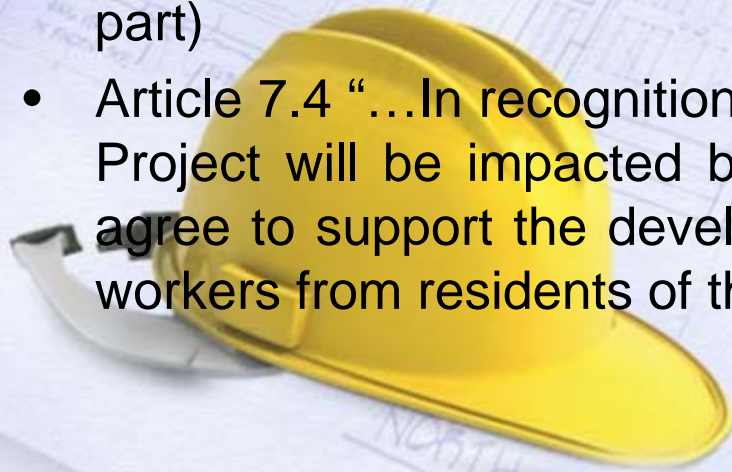 part)
• Article 7.4 “…In recognition
Project will be impacted b
agree to support the devel
workers from residents of th
NORTH